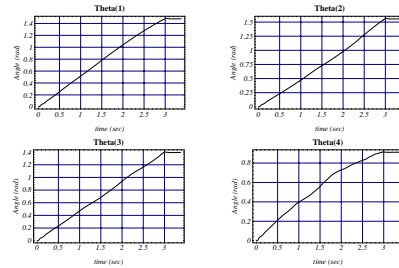 Theta(1)
Angle (rad)
1.4
1.2
1
0.8
0.6
0.4
0.2
0
0 0.5 1 1.5 2 2.5 3
time (sec)
Theta(2)
Angle (rad)
1.5
1.25
1
0.75
0.5
0.25
0
0 0.5 1 1.5 2 2.5 3
time (sec)
Theta(3)
Angle (rad)
1.4
1.2
1
0.8
0.6
0.4
0.2
0
0 0.5 1 1.5 2 2.5 3
time (sec)
Theta(4)
Angle (rad)
0.8
0.6
0.4
0.2
0
0 0.5 1 1.5 2 2.5 3
time (sec)